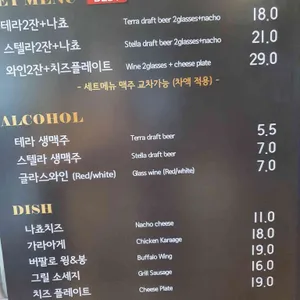 ET MENU BEST
테라2잔+나쵸 Terra draft beer 2glasses+nacho 18.0
스텔라2잔+나쵸 Stella draft beer 2glasses+nacho 21.0
와인2잔+치즈플레이트 Wine 2glasses + cheese plate 29.0
- 세트메뉴 맥주 교차가능 (차액 적용) -
ALCOHOL
테라 생맥주 Terra draft beer 5.5
스텔라 생맥주 Stella draft beer 7.0
글라스와인 (Red/white) Glass wine (Red/white) 7.0
DISH
나쵸치즈 Nacho cheese 11.0
가라아게 Chicken Karaage 18.0
버팔로 윙&봉 Buffalo Wing 19.0
그릴 소세지 Grill Sausage 16.0
치즈 플레이트 Cheese Plate 19.0